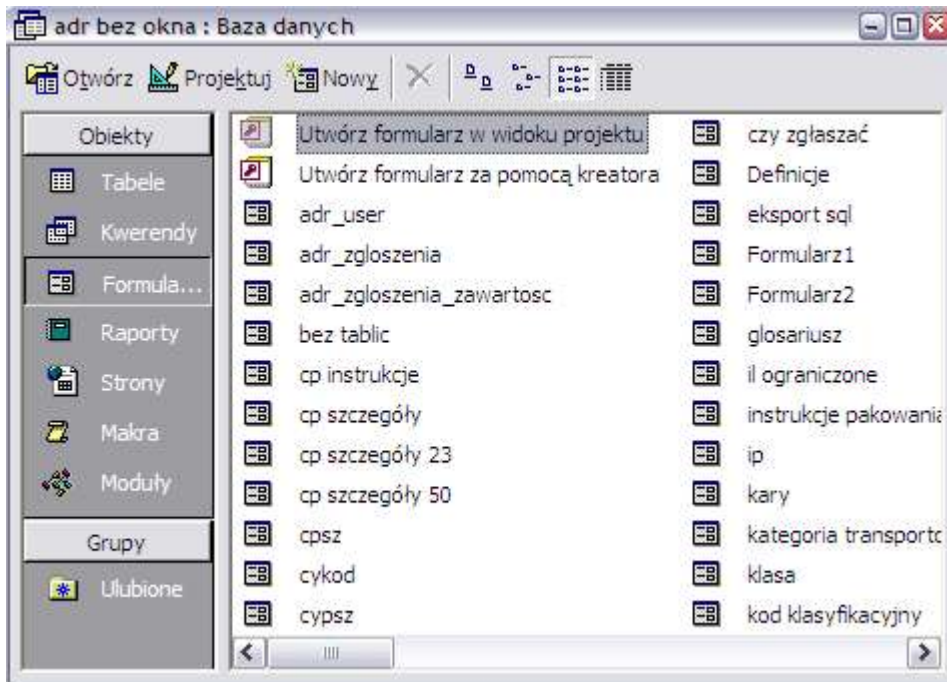 adr bez okna : Baza danych
Otwórz Projektuj Nowy
Obiekty
Tabele
Kwerendy
Formula...
Raporty
Strony
Makra
Moduły
Grupy
Ulubione
Utwórz formularz w widoku projektu
Utwórz formularz za pomocą kreatora
adr_user
adr_zgloszenia
adr_zgloszenia_zawartosc
bez tablic
cp instrukcje
cp szczegóły
cp szczegóły 23
cp szczegóły 50
cpsz
cykod
cypsz
czy zgłaszać
Definicje
eksport sql
Formularz1
Formularz2
glosariusz
il ograniczone
instrukcje pakowania
ip
kary
kategoria transporto
klasa
kod klasyfikacyjny